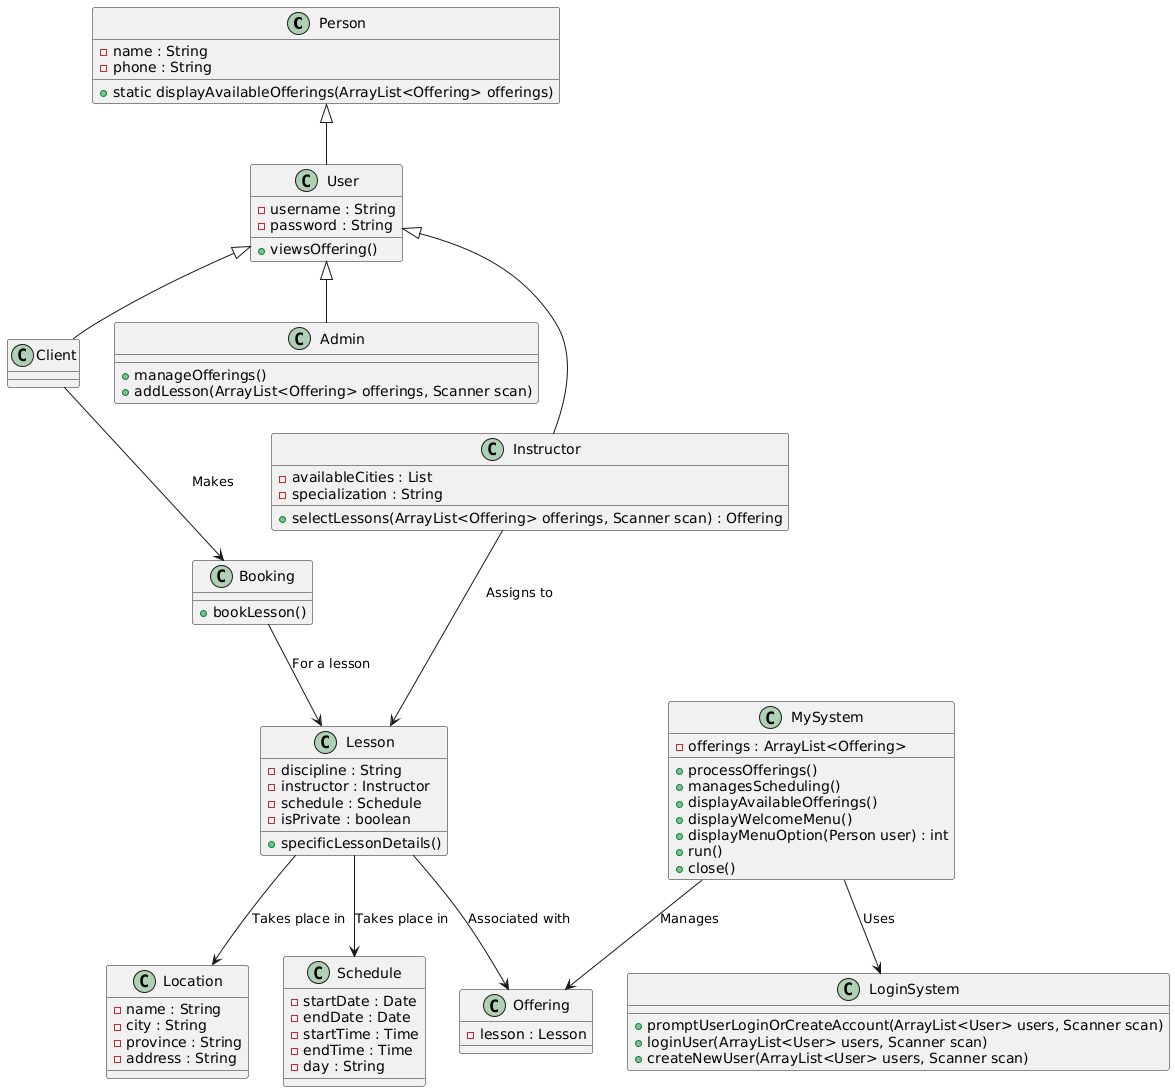 C Person
name : String
phone : String
static displayAvailableOfferings(ArrayList<Offering> offerings)
C User
username : String
password : String
viewsOffering()
C Client
C Admin
manageOfferings()
addLesson(ArrayList<Offering> offerings, Scanner scan)
C Instructor
availableCities : List
specialization : String
selectLessons(ArrayList<Offering> offerings, Scanner scan) : Offering
Makes
C Booking
bookLesson()
Assigns to
For a lesson
C Lesson
discipline : String
instructor : Instructor
schedule : Schedule
isPrivate : boolean
specificLessonDetails()
C MySystem
offerings : ArrayList<Offering>
processOfferings()
managesScheduling()
displayAvailableOfferings()
displayWelcomeMenu()
displayMenuOption(Person user) : int
run()
close()
Takes place in
Takes place in
Associated with
Manages
Uses
C Location
name : String
city : String
province : String
address : String
C Schedule
startDate : Date
endDate : Date
startTime : Time
endTime : Time
day : String
C Offering
lesson : Lesson
C LoginSystem
promptUserLoginOrCreateAccount(ArrayList<User> users, Scanner scan)
loginUser(ArrayList<User> users, Scanner scan)
createNewUser(ArrayList<User> users, Scanner scan)